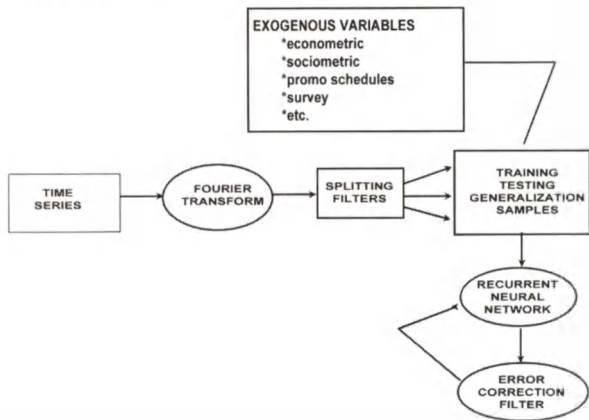 EXOGENOUS VARIABLES
*econometric
*sociometric
*promo schedules
*survey
*etc.
TIME
SERIES
FOURIER
TRANSFORM
SPLITTING
FILTERS
TRAINING
TESTING
GENERALIZATION
SAMPLES
RECURRENT
NEURAL
NETWORK
ERROR
CORRECTION
FILTER